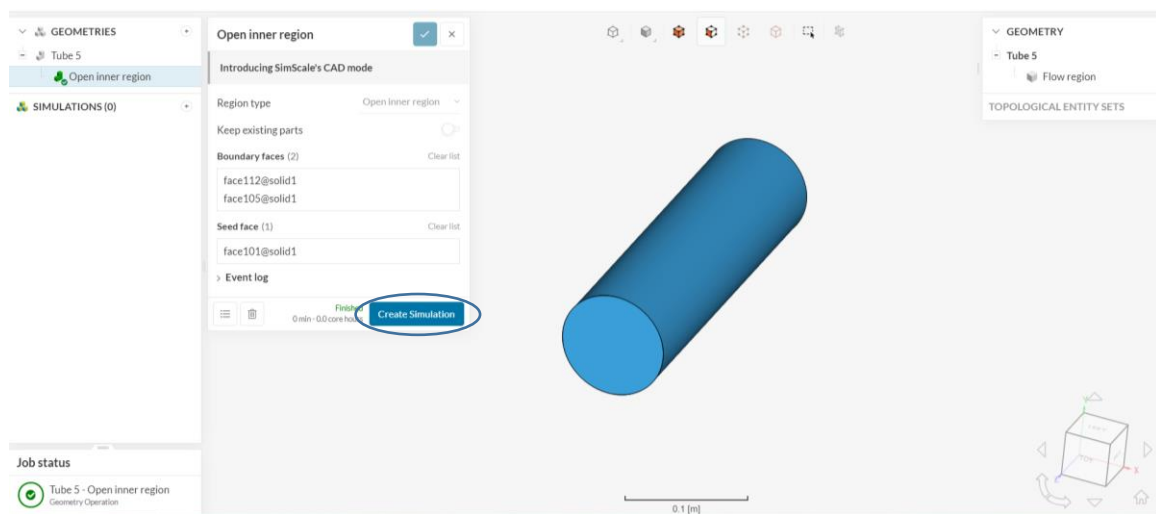 GEOMETRIES
Tube 5
Open inner region
SIMULATIONS (0)
Job status
Tube 5 - Open inner region
Geometry Operation
Open inner region
Introducing SimScale's CAD mode
Region type Open inner region
Keep existing parts
Boundary faces (2) Clear list
face112@solid1
face105@solid1
Seed face (1) Clear list
face101@solid1
Event log
Finished
0 min - 0.0 core hours
Create Simulation
0.1 [m]
GEOMETRY
Tube 5
Flow region
TOPOLOGICAL ENTITY SETS
Y
X